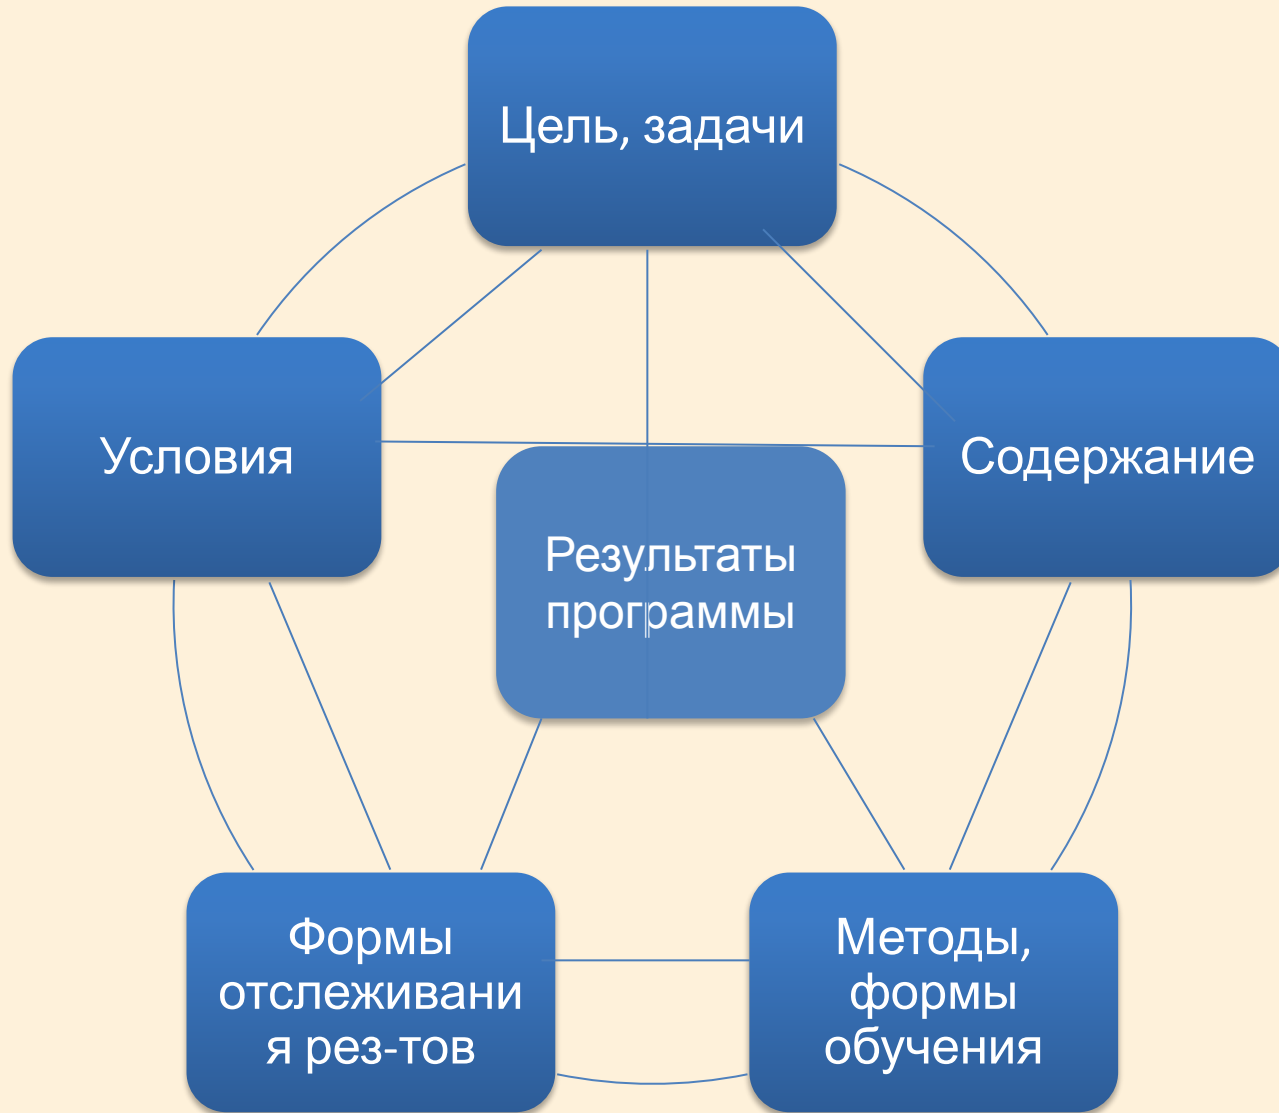 Цель, задачи
Условия
Содержание
Результаты
программы
Формы
отслеживани
я рез-тов
Методы,
формы
обучения